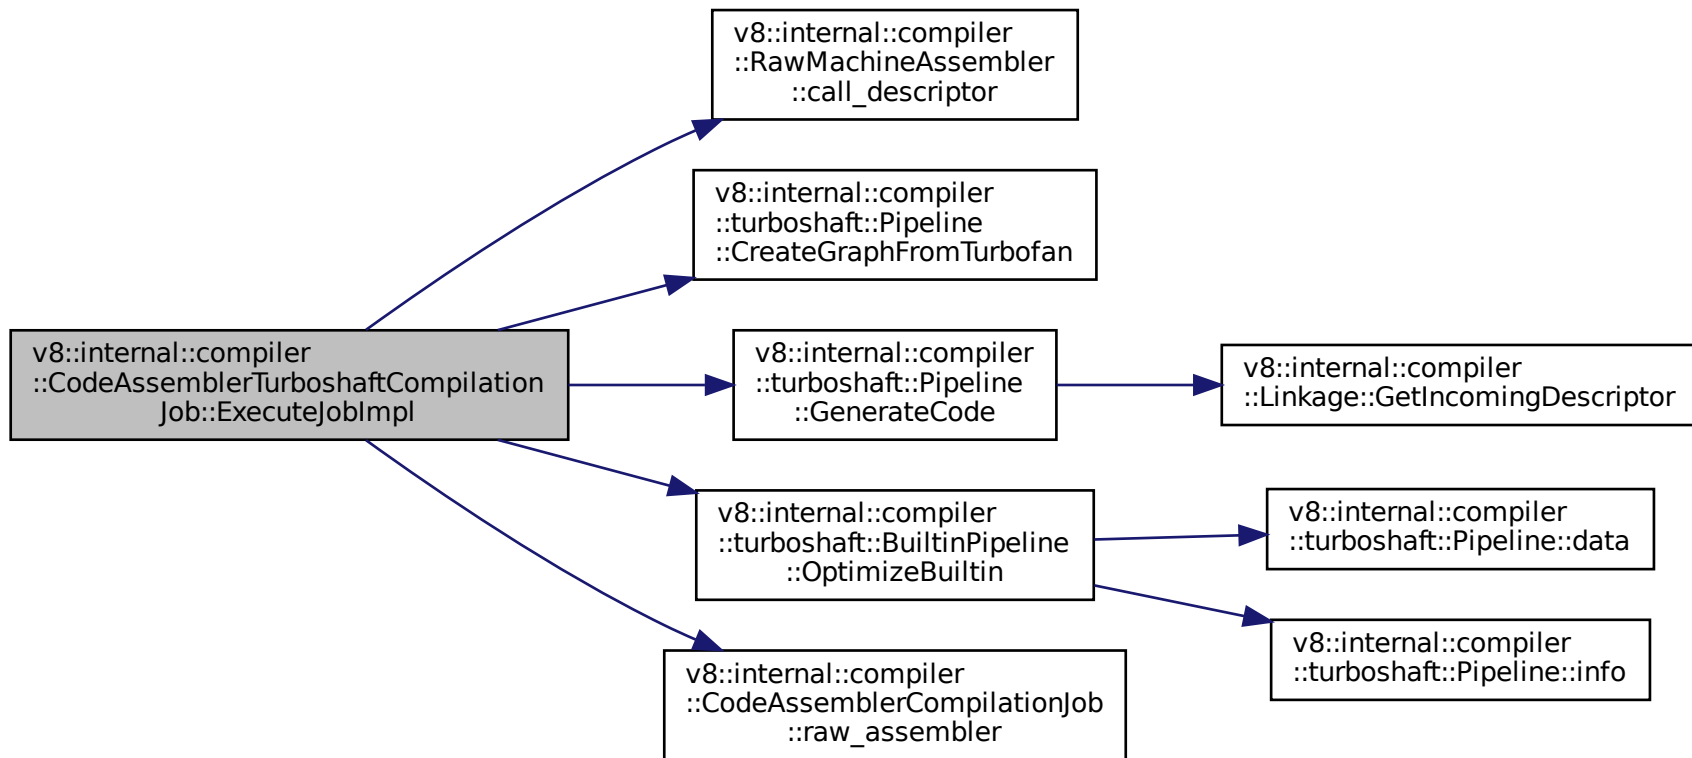 v8::internal::compiler
::RawMachineAssembler
::call_descriptor
v8::internal::compiler
::turboshaft::Pipeline
::CreateGraphFromTurbofan
v8::internal::compiler
::CodeAssemblerTurboshaftCompilation
Job::ExecuteJobImpl
v8::internal::compiler
::turboshaft::Pipeline
::GenerateCode
v8::internal::compiler
::Linkage::GetIncomingDescriptor
v8::internal::compiler
::turboshaft::BuiltinPipeline
::OptimizeBuiltin
v8::internal::compiler
::turboshaft::Pipeline::data
v8::internal::compiler
::turboshaft::Pipeline::info
v8::internal::compiler
::CodeAssemblerCompilationJob
::raw_assembler